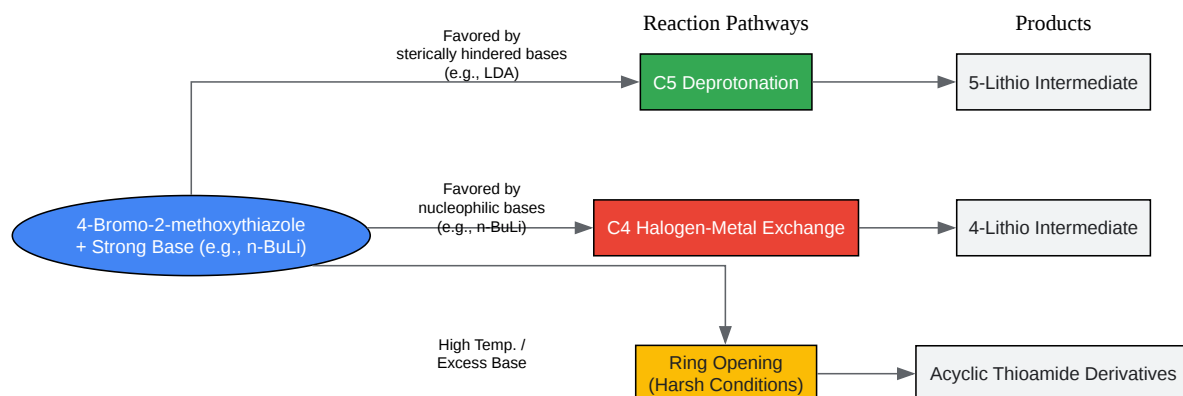 Reaction Pathways
Products
Favored by
sterically hindered bases
(e.g., LDA)
C5 Deprotonation
5-Lithio Intermediate
4-Bromo-2-methoxythiazole
+ Strong Base (e.g., n-BuLi)
Favored by
nucleophilic bases
(e.g., n-BuLi)
C4 Halogen-Metal Exchange
4-Lithio Intermediate
High Temp. /
Excess Base
Ring Opening
(Harsh Conditions)
Acyclic Thioamide Derivatives